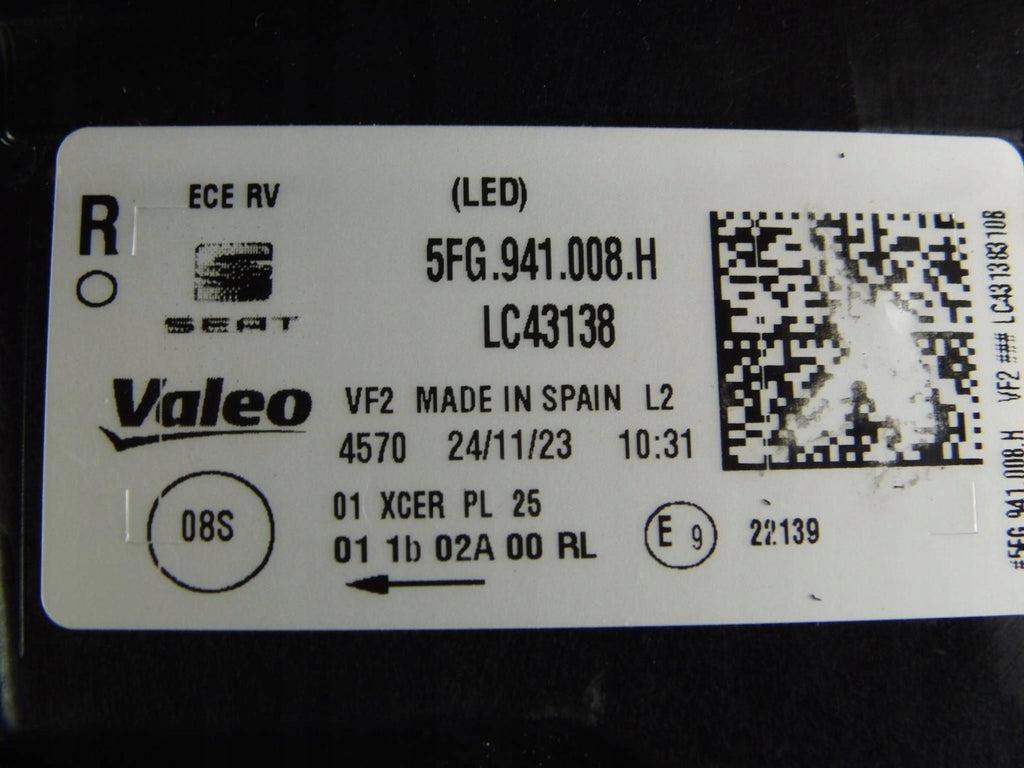 R
ECE RV
(LED)
SEAT
5FG.941.008.H
LC43138
Valeo
VF2 MADE IN SPAIN L2
4570 24/11/23 10:31
08S
01 XCER PL 25
01 1b 02A 00 RL
E 9
22139
#5FG 941 008 H VF2 ### LC431383108